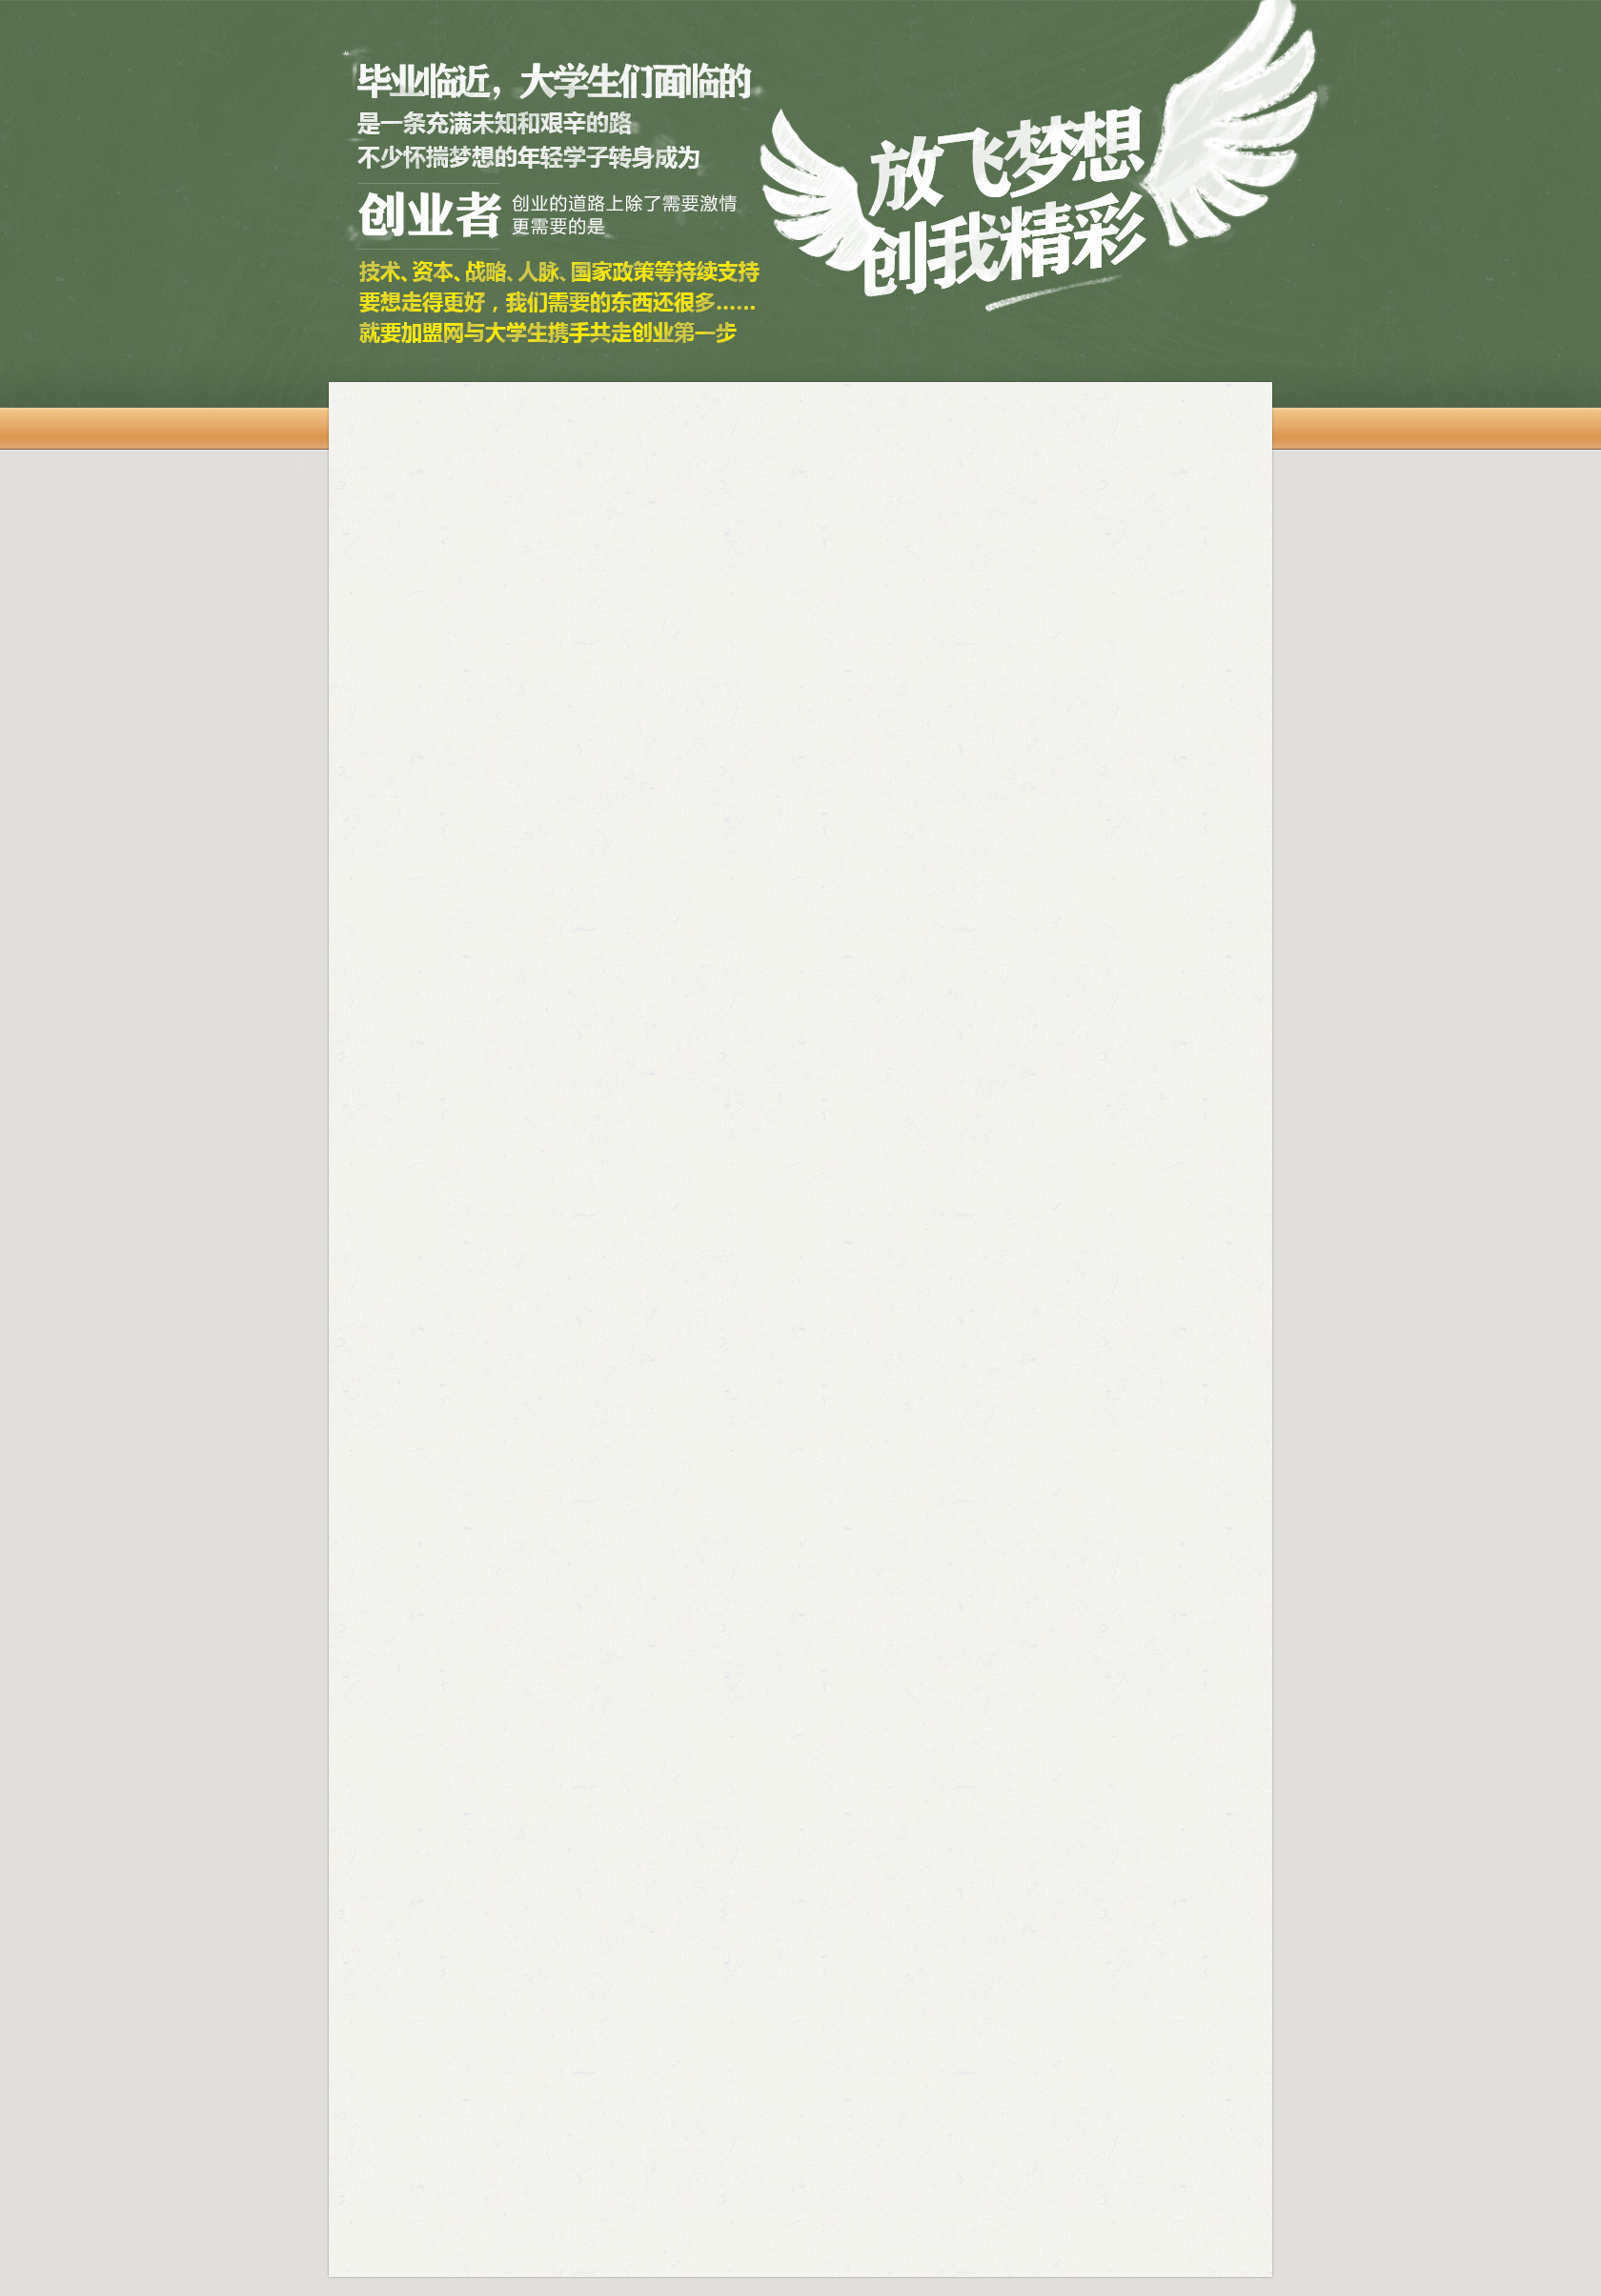 毕业临近，大学生们面临的
是一条充满未知和艰辛的路
不少怀揣梦想的年轻学子转身成为
创业者
创业的道路上除了需要激情
更需要的是
技术、资本、战略、人脉、国家政策等持续支持
要想走得更好，我们需要的东西还很多……
就要加盟网与大学生携手共走创业第一步
放飞梦想
创我精彩